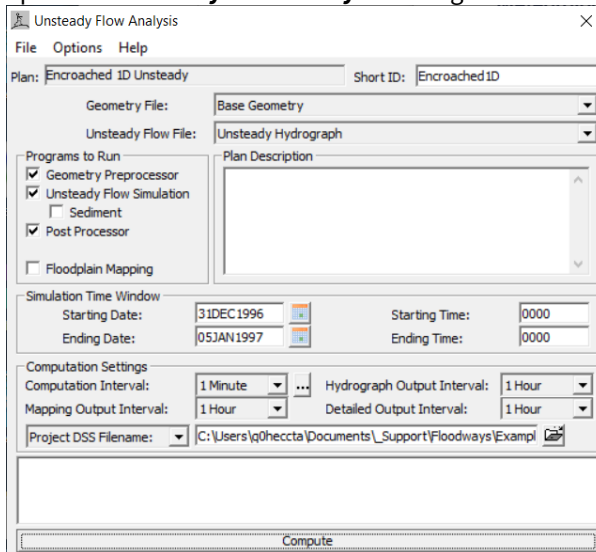 Unsteady Flow Analysis
File Options Help
Plan: Encroached 1D Unsteady Short ID: Encroached1D
Geometry File: Base Geometry
Unsteady Flow File: Unsteady Hydrograph
Programs to Run Plan Description
Geometry Preprocessor
Unsteady Flow Simulation
Sediment
Post Processor
Floodplain Mapping
Simulation Time Window
Starting Date: 31DEC1996 Starting Time: 0000
Ending Date: 05JAN1997 Ending Time: 0000
Computation Settings
Computation Interval: 1 Minute ... Hydrograph Output Interval: 1 Hour
Mapping Output Interval: 1 Hour Detailed Output Interval: 1 Hour
Project DSS Filename: C:\Users\q0heccta\Documents\_Support\Floodways\Exampl
Compute